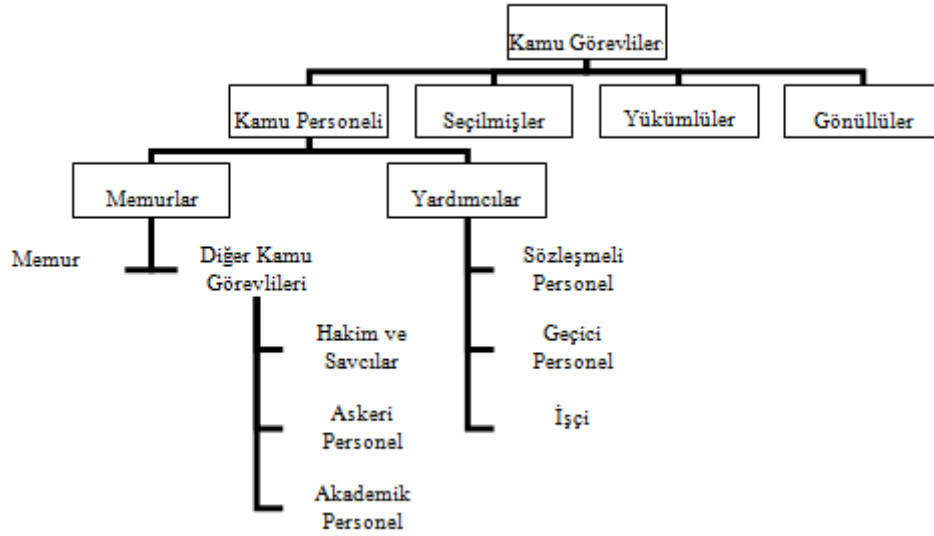 Kamu Görevliler
Kamu Personeli
Seçilmişler
Yükümlüler
Gönüllüler
Memurlar
Yardımcılar
Memur
Diğer Kamu
Görevlileri
Sözleşmeli
Personel
Hakim ve
Savcılar
Geçici
Personel
Askeri
Personel
İşçi
Akademik
Personel